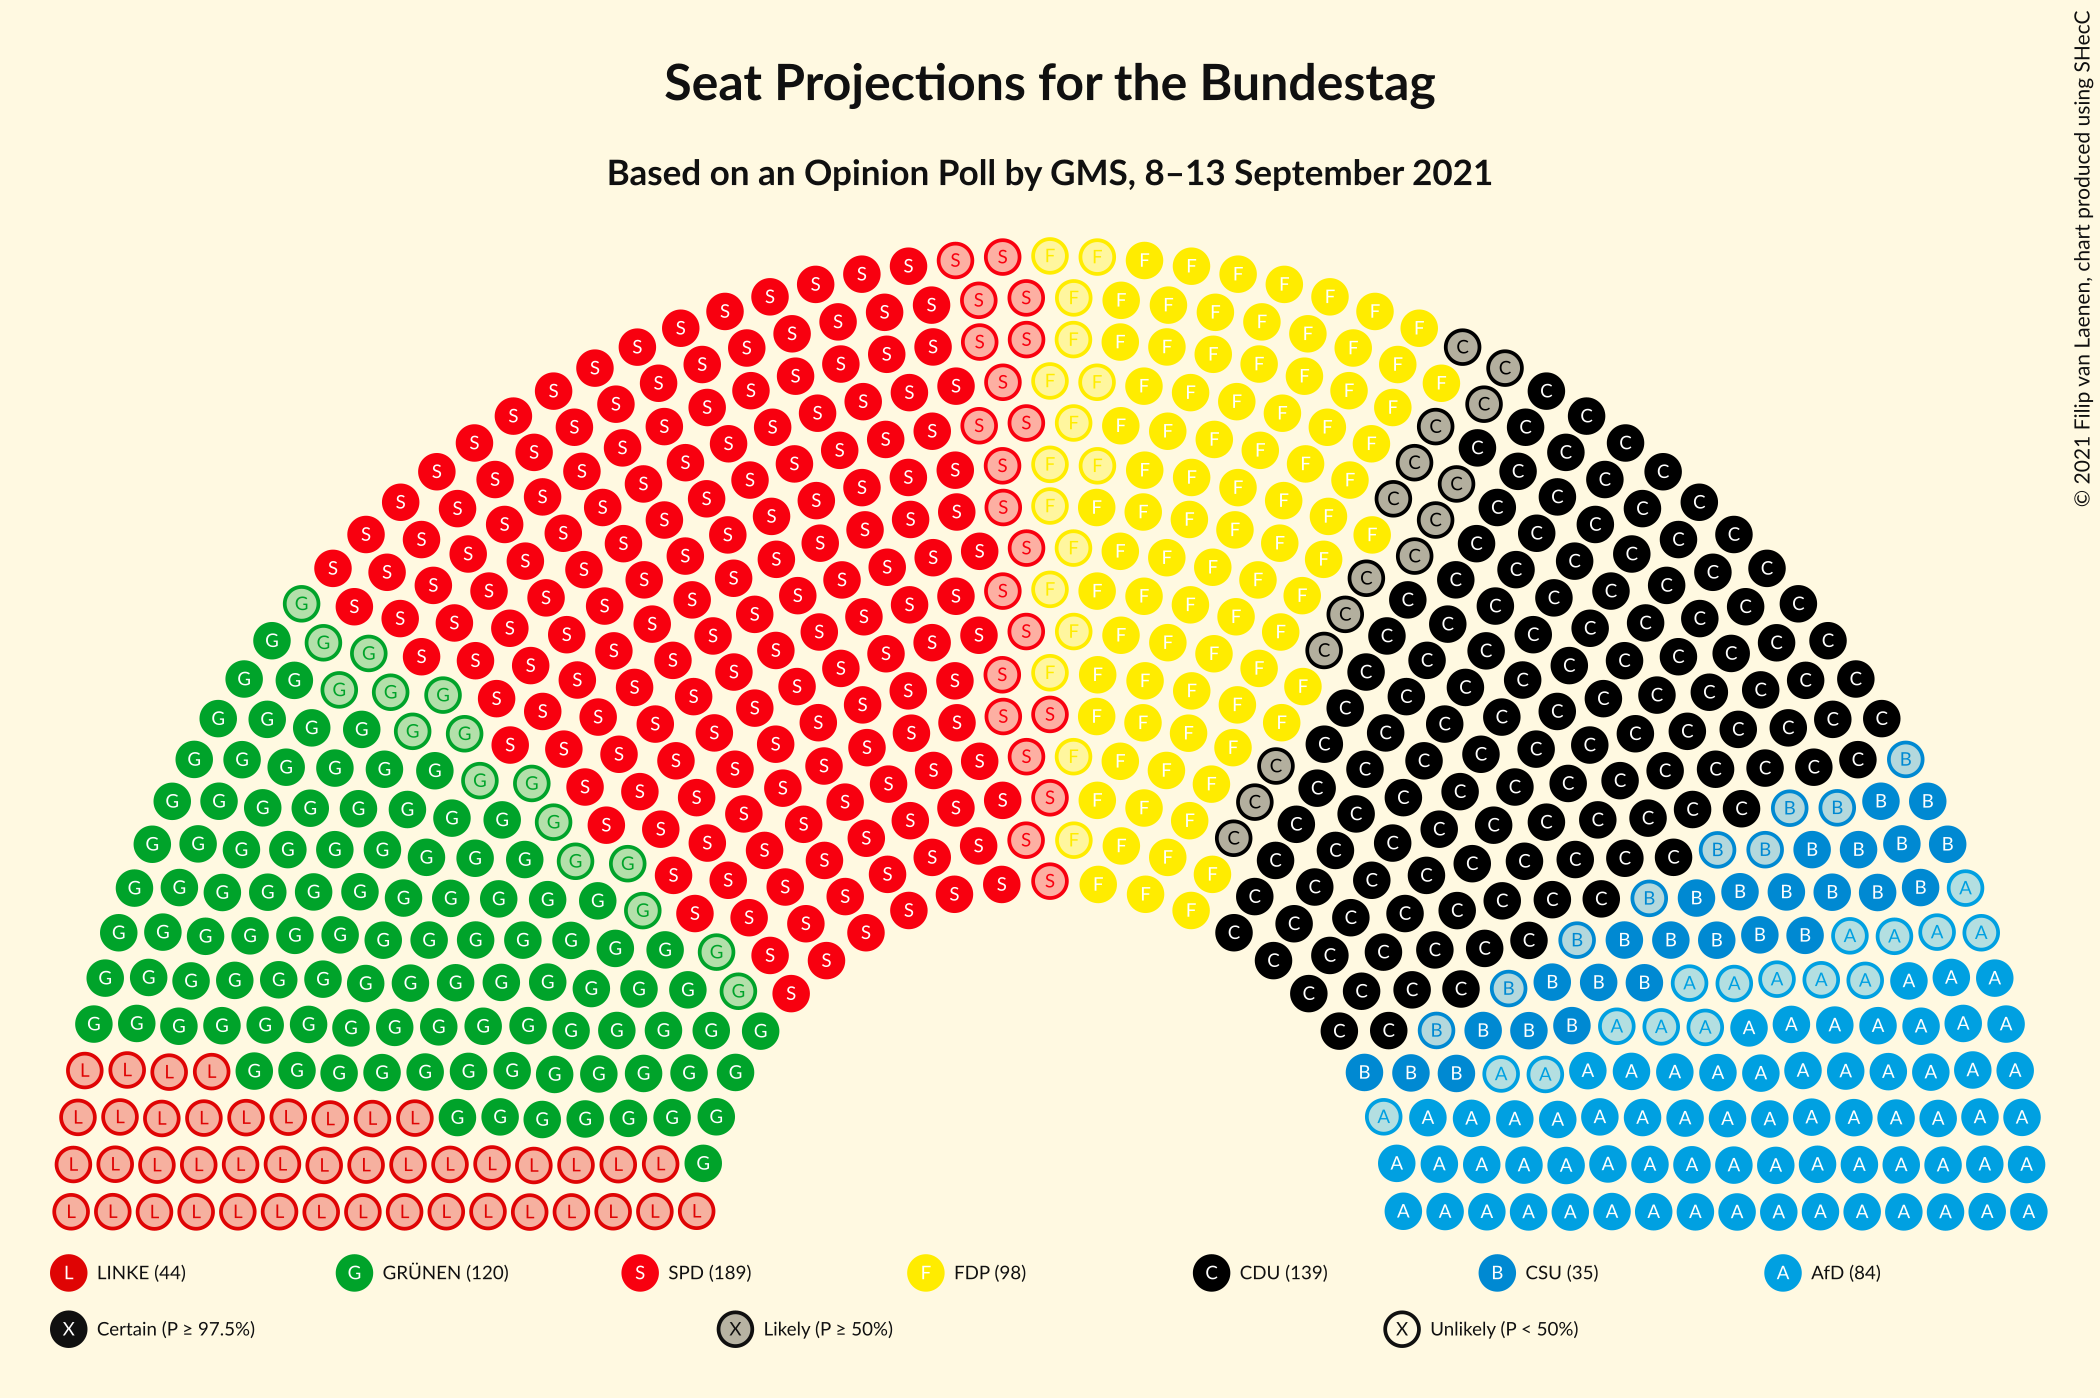 Seat Projections for the Bundestag
Based on an Opinion Poll by GMS, 8–13 September 2021
© 2021 Filip van Laenen, chart produced using SHecC
L LINKE (44) G GRÜNEN (120) S SPD (189) F FDP (98) C CDU (139) B CSU (35) A AfD (84)
X Certain (P ≥ 97.5%) X Likely (P ≥ 50%) X Unlikely (P < 50%)